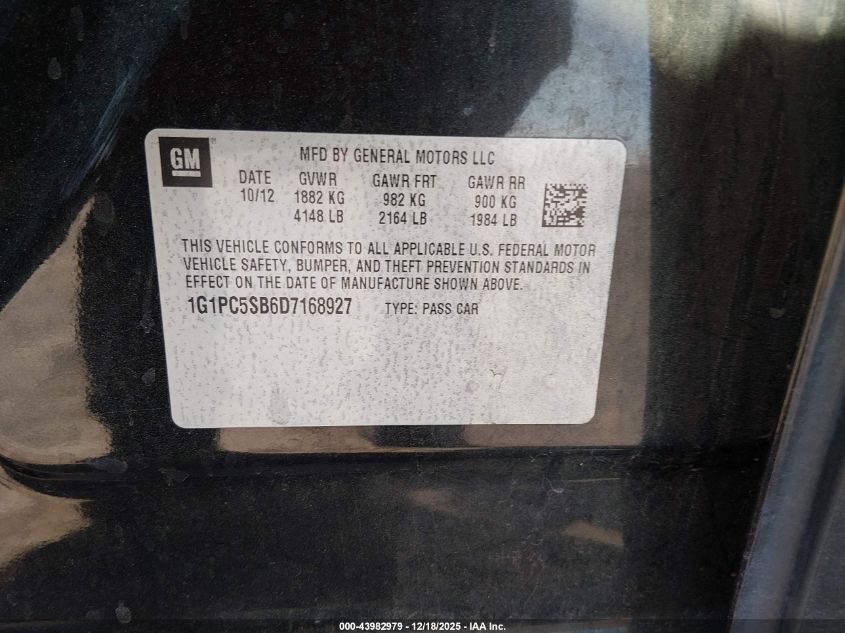 GM
MFD BY GENERAL MOTORS LLC
DATE GVWR GAWR FRT GAWR RR
10/12 1882 KG 982 KG 900 KG
4148 LB 2164 LB 1984 LB
THIS VEHICLE CONFORMS TO ALL APPLICABLE U.S. FEDERAL MOTOR
VEHICLE SAFETY, BUMPER, AND THEFT PREVENTION STANDARDS IN
EFFECT ON THE DATE OF MANUFACTURE SHOWN ABOVE.
1G1PC5SB6D7168927 TYPE: PASS CAR
000-43982979 - 12/18/2025 - IAA Inc.